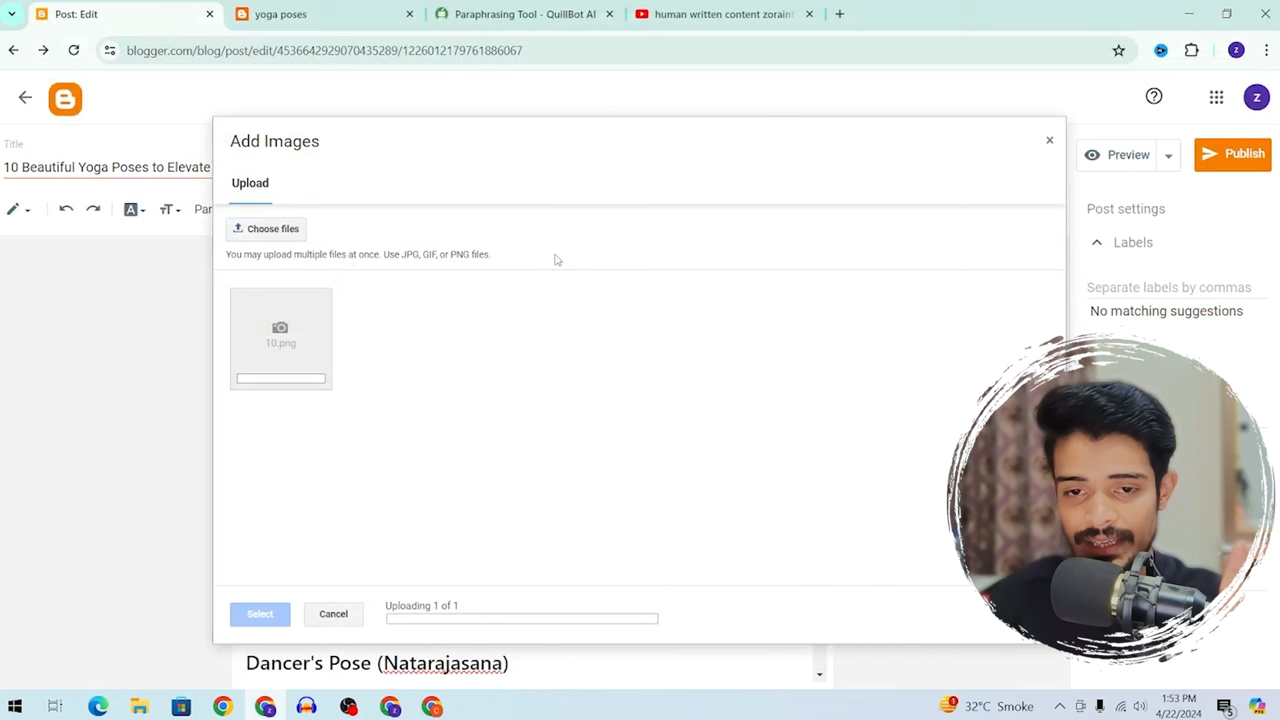 Post: Edit
yoga poses
Paraphrasing Tool - QuillBot AI
human written content zoraint
blogger.com/blog/post/edit/4536642929070435289/1226012179761886067
z
z
Title
10 Beautiful Yoga Poses to Elevate
Par
Add Images
Upload
Choose files
You may upload multiple files at once. Use JPG, GIF, or PNG files.
10.png
Select
Cancel
Uploading 1 of 1
Preview
Publish
Post settings
Labels
Separate labels by commas
No matching suggestions
Dancer's Pose (Natarajasana)
32°C Smoke
1:53 PM
4/22/2024
5